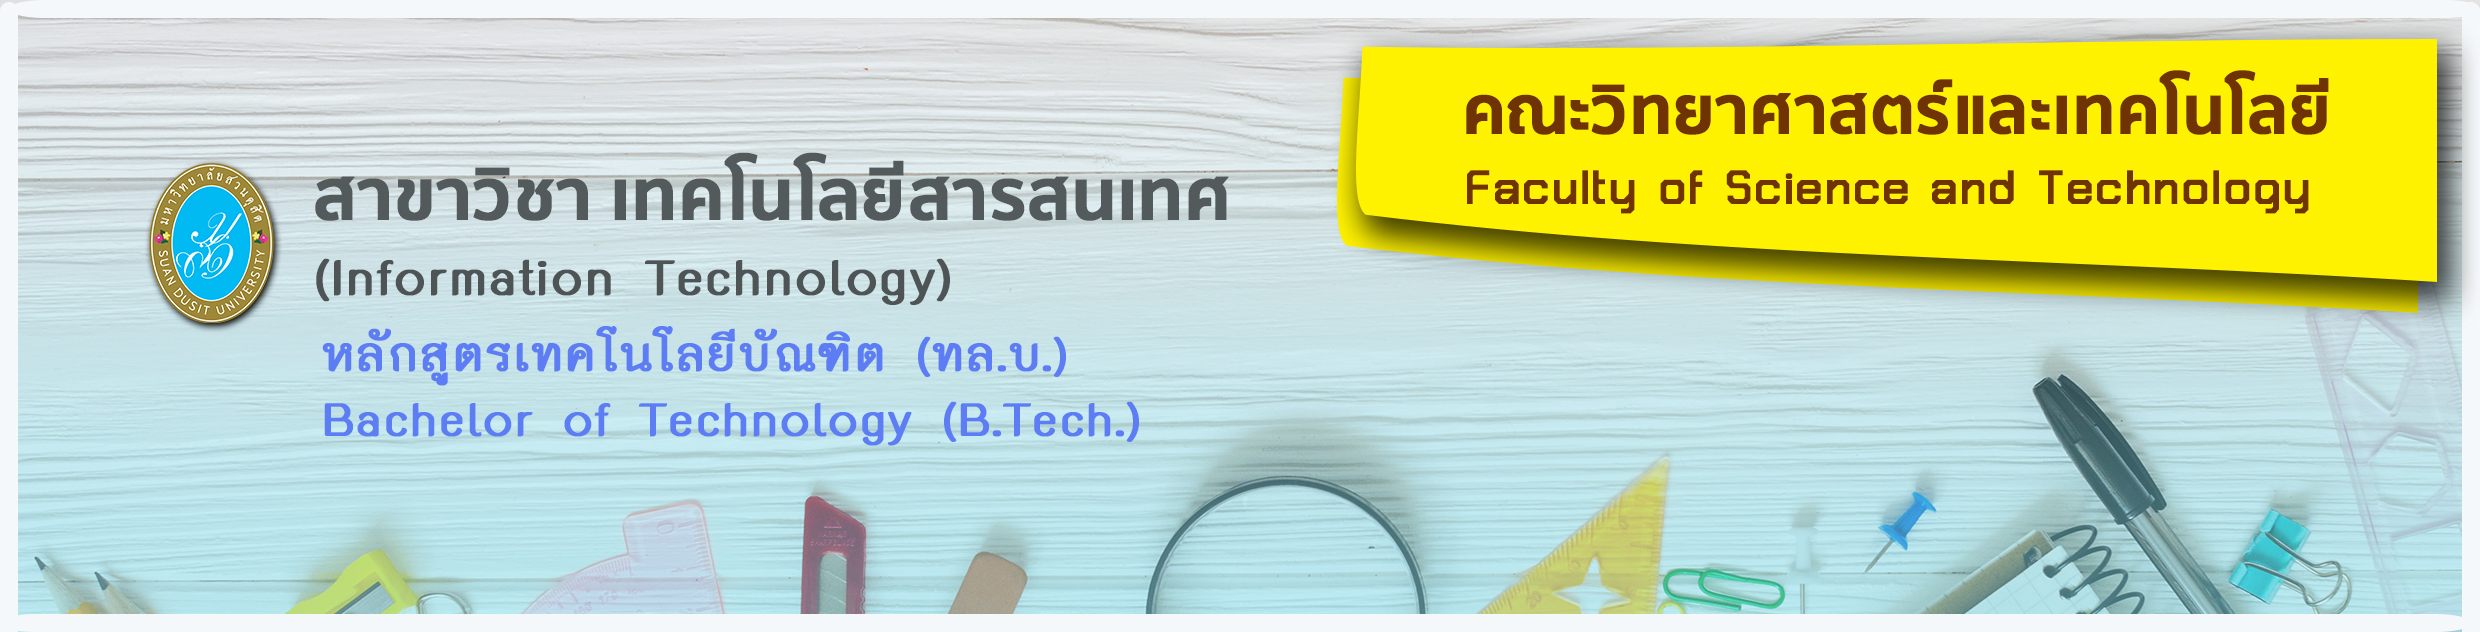 มหาวิทยาลัยสวนดุสิต
SUAN DUSIT UNIVERSITY
สาขาวิชา เทคโนโลยีสารสนเทศ
(Information Technology)
หลักสูตรเทคโนโลยีบัณฑิต (ทล.บ.)
Bachelor of Technology (B.Tech.)
คณะวิทยาศาสตร์และเทคโนโลยี
Faculty of Science and Technology